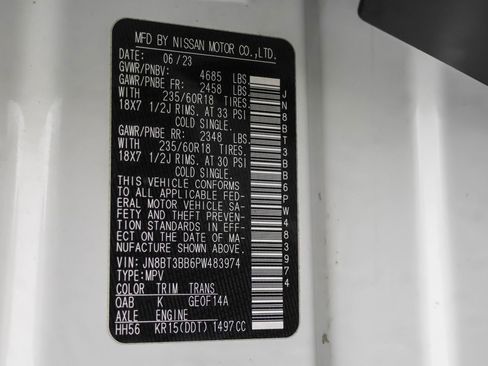 MFD BY NISSAN MOTOR CO.,LTD.
DATE: 06/23
GVWR/PNBV: 4685 LBS
GAWR/PNBE FR: 2458 LBS
WITH 235/60R18 TIRES
18X7 1/2J RIMS. AT 33 PSI
COLD SINGLE.
GAWR/PNBE RR: 2348 LBS.
WITH 235/60R18 TIRES.
18X7 1/2J RIMS. AT 30 PSI
COLD SINGLE.
THIS VEHICLE CONFORMS
TO ALL APPLICABLE FED-
ERAL MOTOR VEHICLE SA-
FETY AND THEFT PREVEN-
TION STANDARDS IN EFF-
ECT ON THE DATE OF MA-
NUFACTURE SHOWN ABOVE.
VIN: JN8BT3BB6PW483974
TYPE:MPV
COLOR TRIM TRANS
QAB K GE0F14A
AXLE ENGINE
HH56 KR15(DDT) 1497CC
JN8BT3BB6PW483974